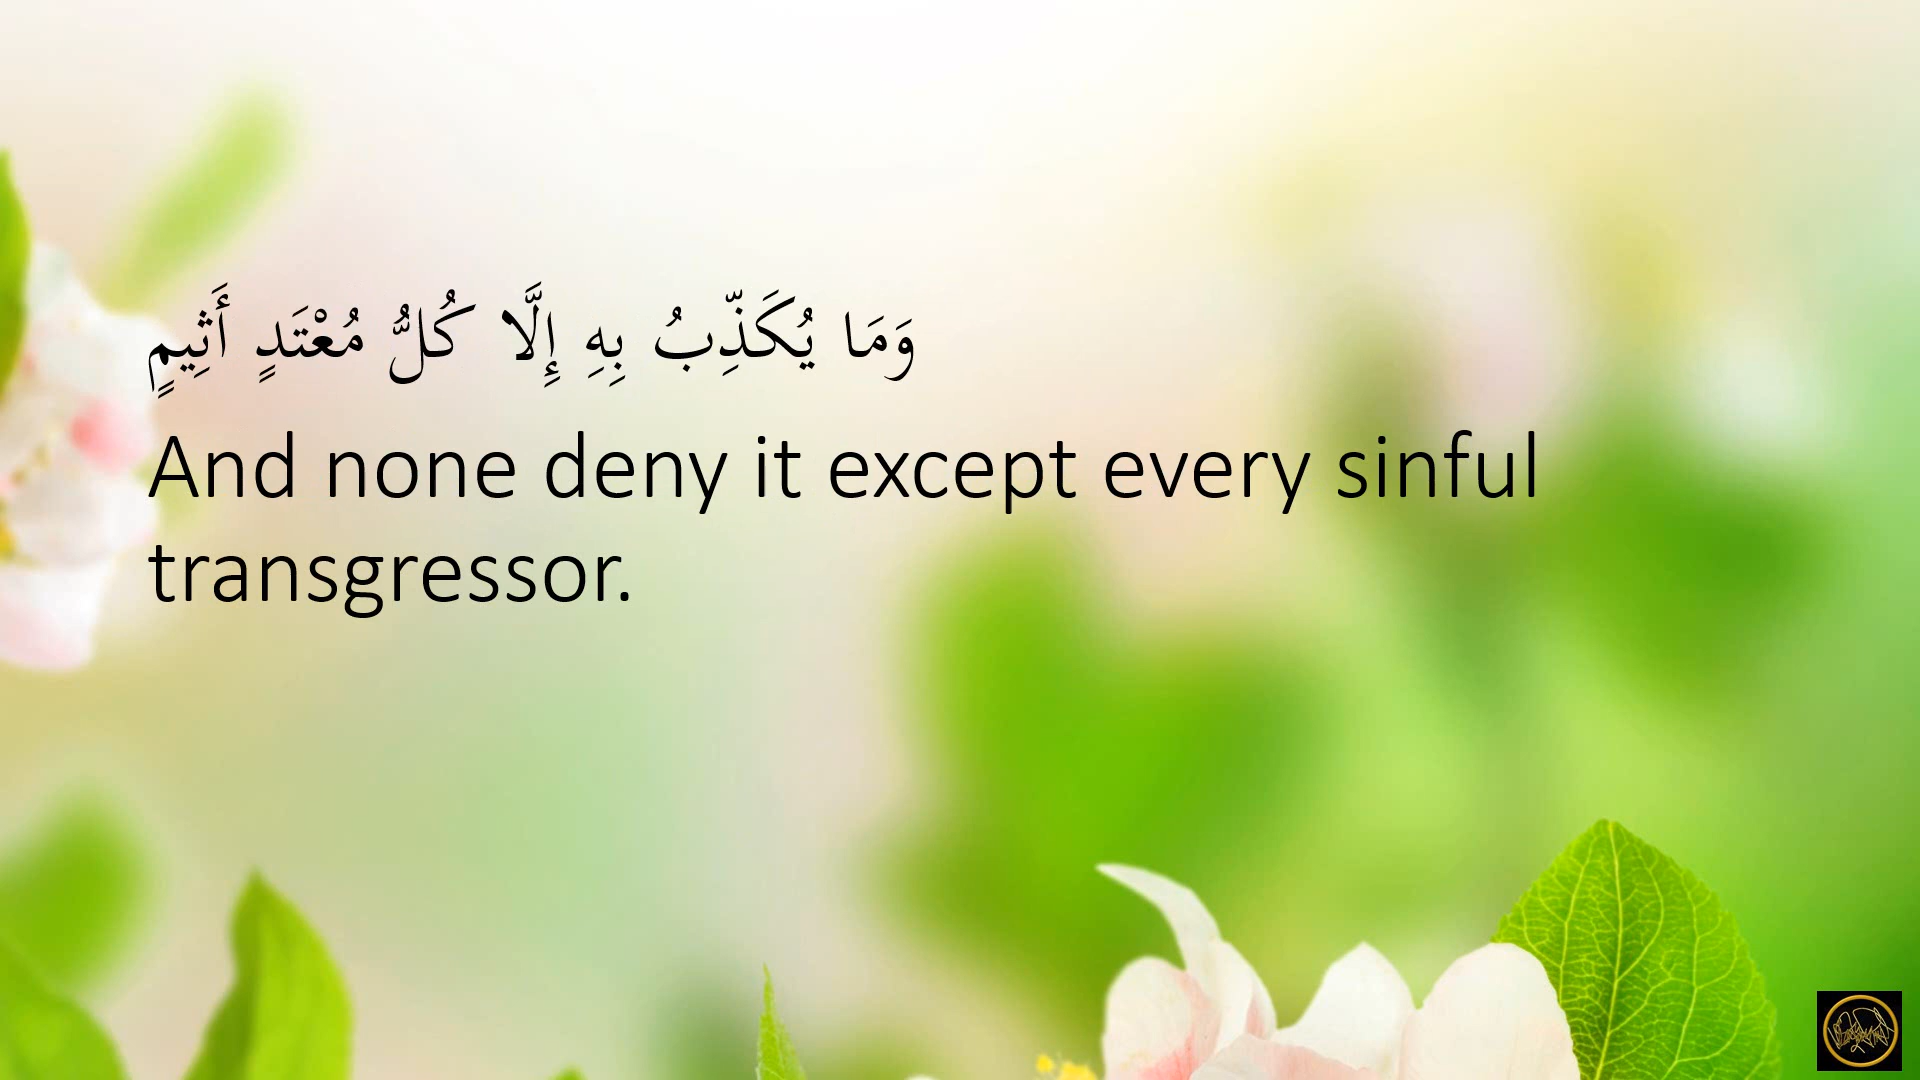 وَمَا يُكَذِّبُ بِهِ إِلَّا كُلُّ مُعْتَدٍ أَثِيمٍ
And none deny it except every sinful
transgressor.